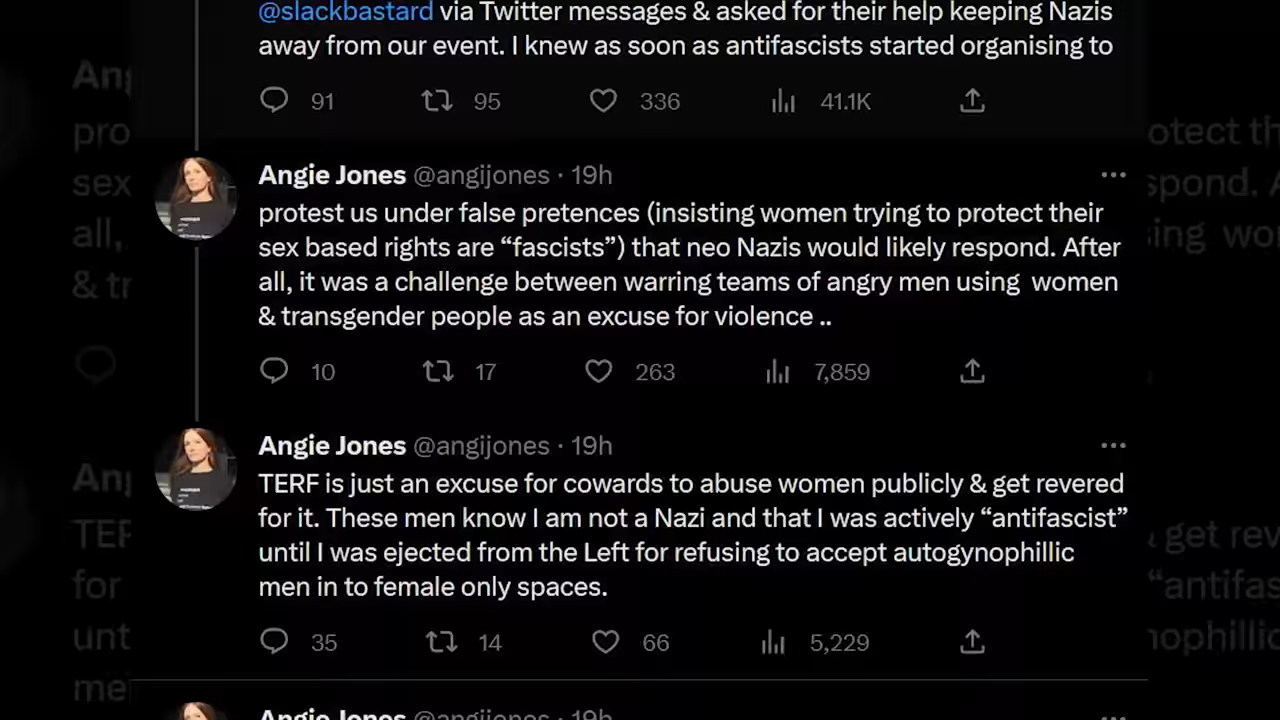 @slackbastard via Twitter messages & asked for their help keeping Nazis
away from our event. I knew as soon as antifascists started organising to
91 95 336 41.1K
Angie Jones @angijones · 19h
protest us under false pretences (insisting women trying to protect their
sex based rights are “fascists”) that neo Nazis would likely respond. After
all, it was a challenge between warring teams of angry men using women
& transgender people as an excuse for violence ..
10 17 263 7,859
Angie Jones @angijones · 19h
TERF is just an excuse for cowards to abuse women publicly & get revered
for it. These men know I am not a Nazi and that I was actively “antifascist”
until I was ejected from the Left for refusing to accept autogynophillic
men in to female only spaces.
35 14 66 5,229
Angie Jones @angijones · 19h